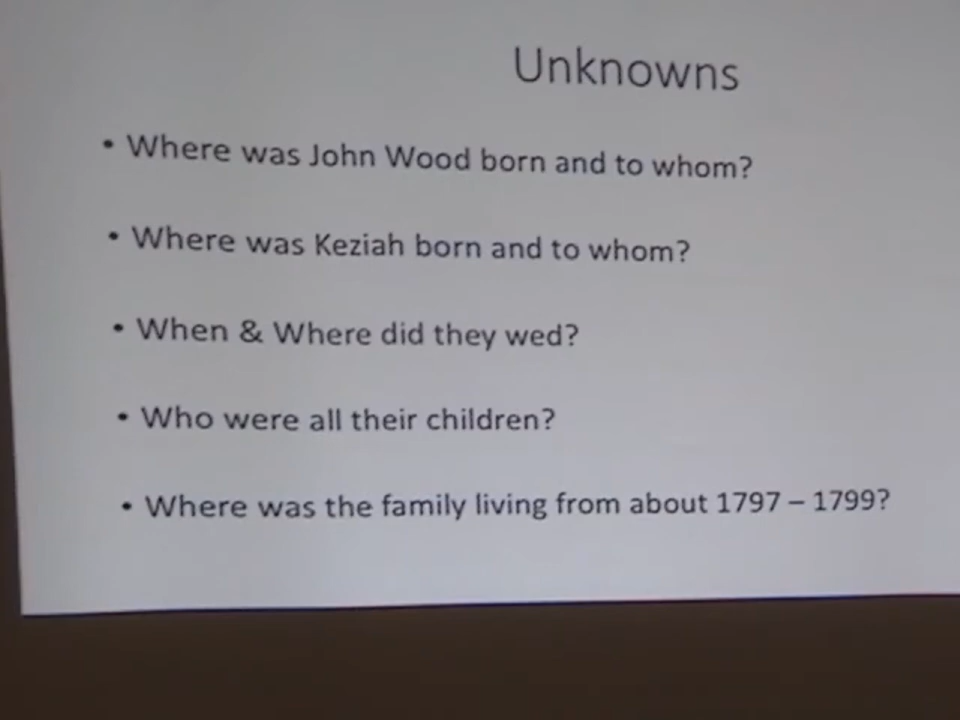 Unknowns
• Where was John Wood born and to whom?
• Where was Keziah born and to whom?
• When & Where did they wed?
• Who were all their children?
• Where was the family living from about 1797 – 1799?